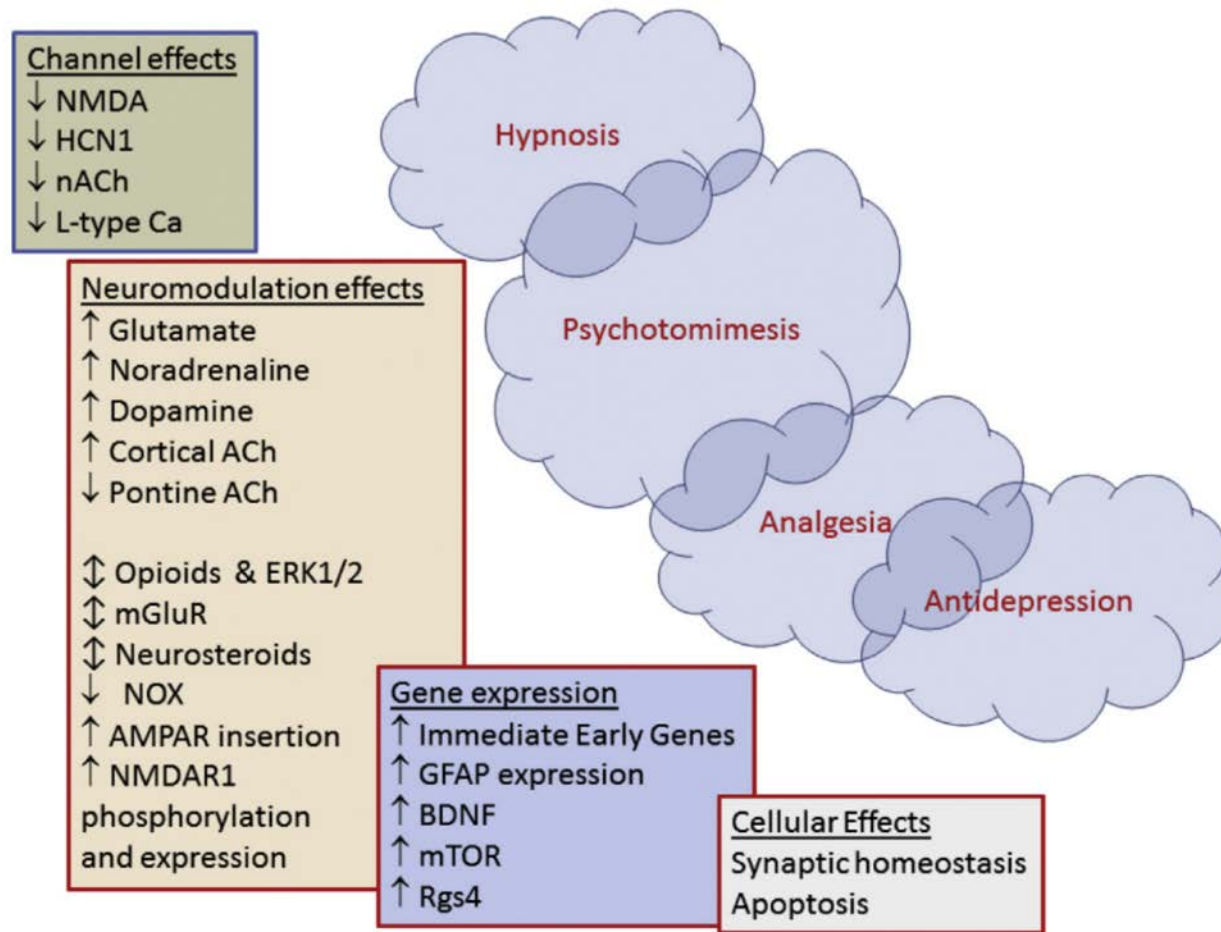 Channel effects
↓ NMDA
↓ HCN1
↓ nACh
↓ L-type Ca
Hypnosis
Psychotomimesis
Analgesia
Antidepression
Neuromodulation effects
↑ Glutamate
↑ Noradrenaline
↑ Dopamine
↑ Cortical ACh
↓ Pontine ACh
↕ Opioids & ERK1/2
↕ mGluR
↕ Neurosteroids
↓ NOX
↑ AMPAR insertion
↑ NMDAR1
phosphorylation
and expression
Gene expression
↑ Immediate Early Genes
↑ GFAP expression
↑ BDNF
↑ mTOR
↑ Rgs4
Cellular Effects
Synaptic homeostasis
Apoptosis